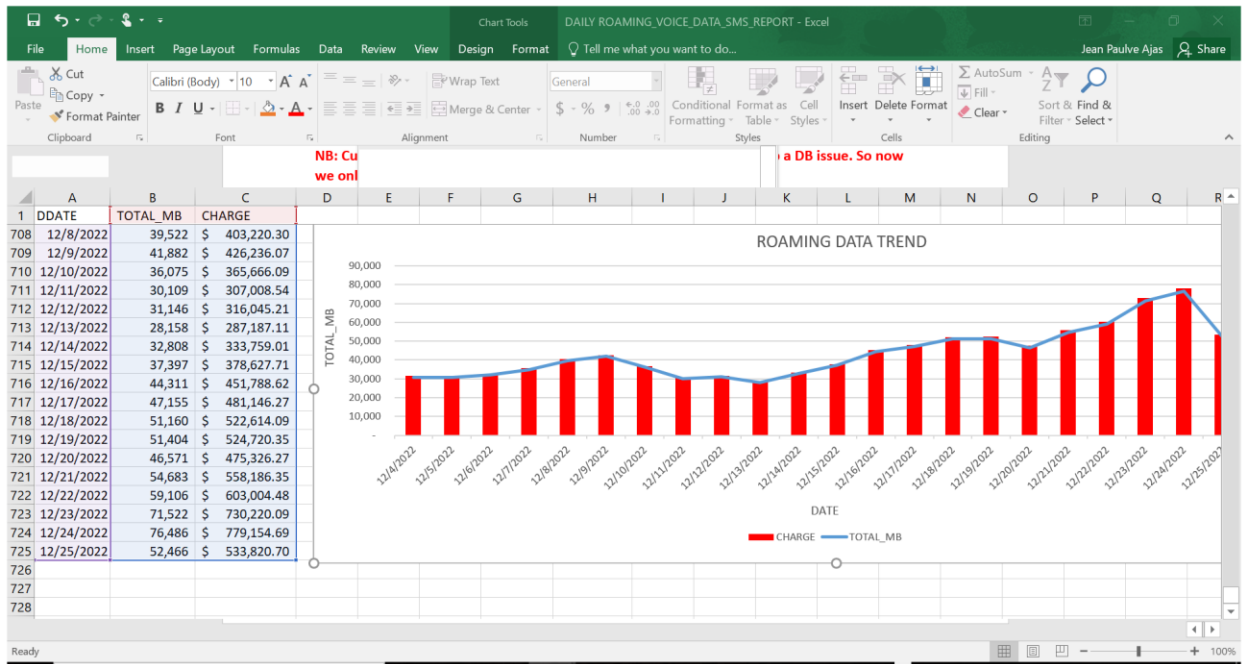 Chart Tools
DAILY ROAMING_VOICE_DATA_SMS_REPORT - Excel
File Home Insert Page Layout Formulas Data Review View Design Format Tell me what you want to do... Jean Paulve Ajas Share
Paste
Cut
Copy
Format Painter
Clipboard
Calibri (Body) 10
B I U
Font
Wrap Text
Merge & Center
Alignment
General
$ % ,
Number
Conditional Formatting
Format as Table
Cell Styles
Styles
Insert Delete Format
Cells
AutoSum
Fill
Clear
Sort & Filter
Find & Select
Editing
NB: Cu
a DB issue. So now
we onl
A B C D E F G H I J K L M N O P Q R
1 DDATE TOTAL_MB CHARGE
708 12/8/2022 39,522 $ 403,220.30
709 12/9/2022 41,882 $ 426,236.07
710 12/10/2022 36,075 $ 365,666.09
711 12/11/2022 30,109 $ 307,008.54
712 12/12/2022 31,146 $ 316,045.21
713 12/13/2022 28,158 $ 287,187.11
714 12/14/2022 32,808 $ 333,759.01
715 12/15/2022 37,397 $ 378,627.71
716 12/16/2022 44,311 $ 451,788.62
717 12/17/2022 47,155 $ 481,146.27
718 12/18/2022 51,160 $ 522,614.09
719 12/19/2022 51,404 $ 524,720.35
720 12/20/2022 46,571 $ 475,326.27
721 12/21/2022 54,683 $ 558,186.35
722 12/22/2022 59,106 $ 603,004.48
723 12/23/2022 71,522 $ 730,220.09
724 12/24/2022 76,486 $ 779,154.69
725 12/25/2022 52,466 $ 533,820.70
726
727
728
ROAMING DATA TREND
TOTAL_MB
90,000
80,000
70,000
60,000
50,000
40,000
30,000
20,000
10,000
-
12/4/2022 12/5/2022 12/6/2022 12/7/2022 12/8/2022 12/9/2022 12/10/2022 12/11/2022 12/12/2022 12/13/2022 12/14/2022 12/15/2022 12/16/2022 12/17/2022 12/18/2022 12/19/2022 12/20/2022 12/21/2022 12/22/2022 12/23/2022 12/24/2022 12/25/2022
DATE
CHARGE TOTAL_MB
Ready
100%